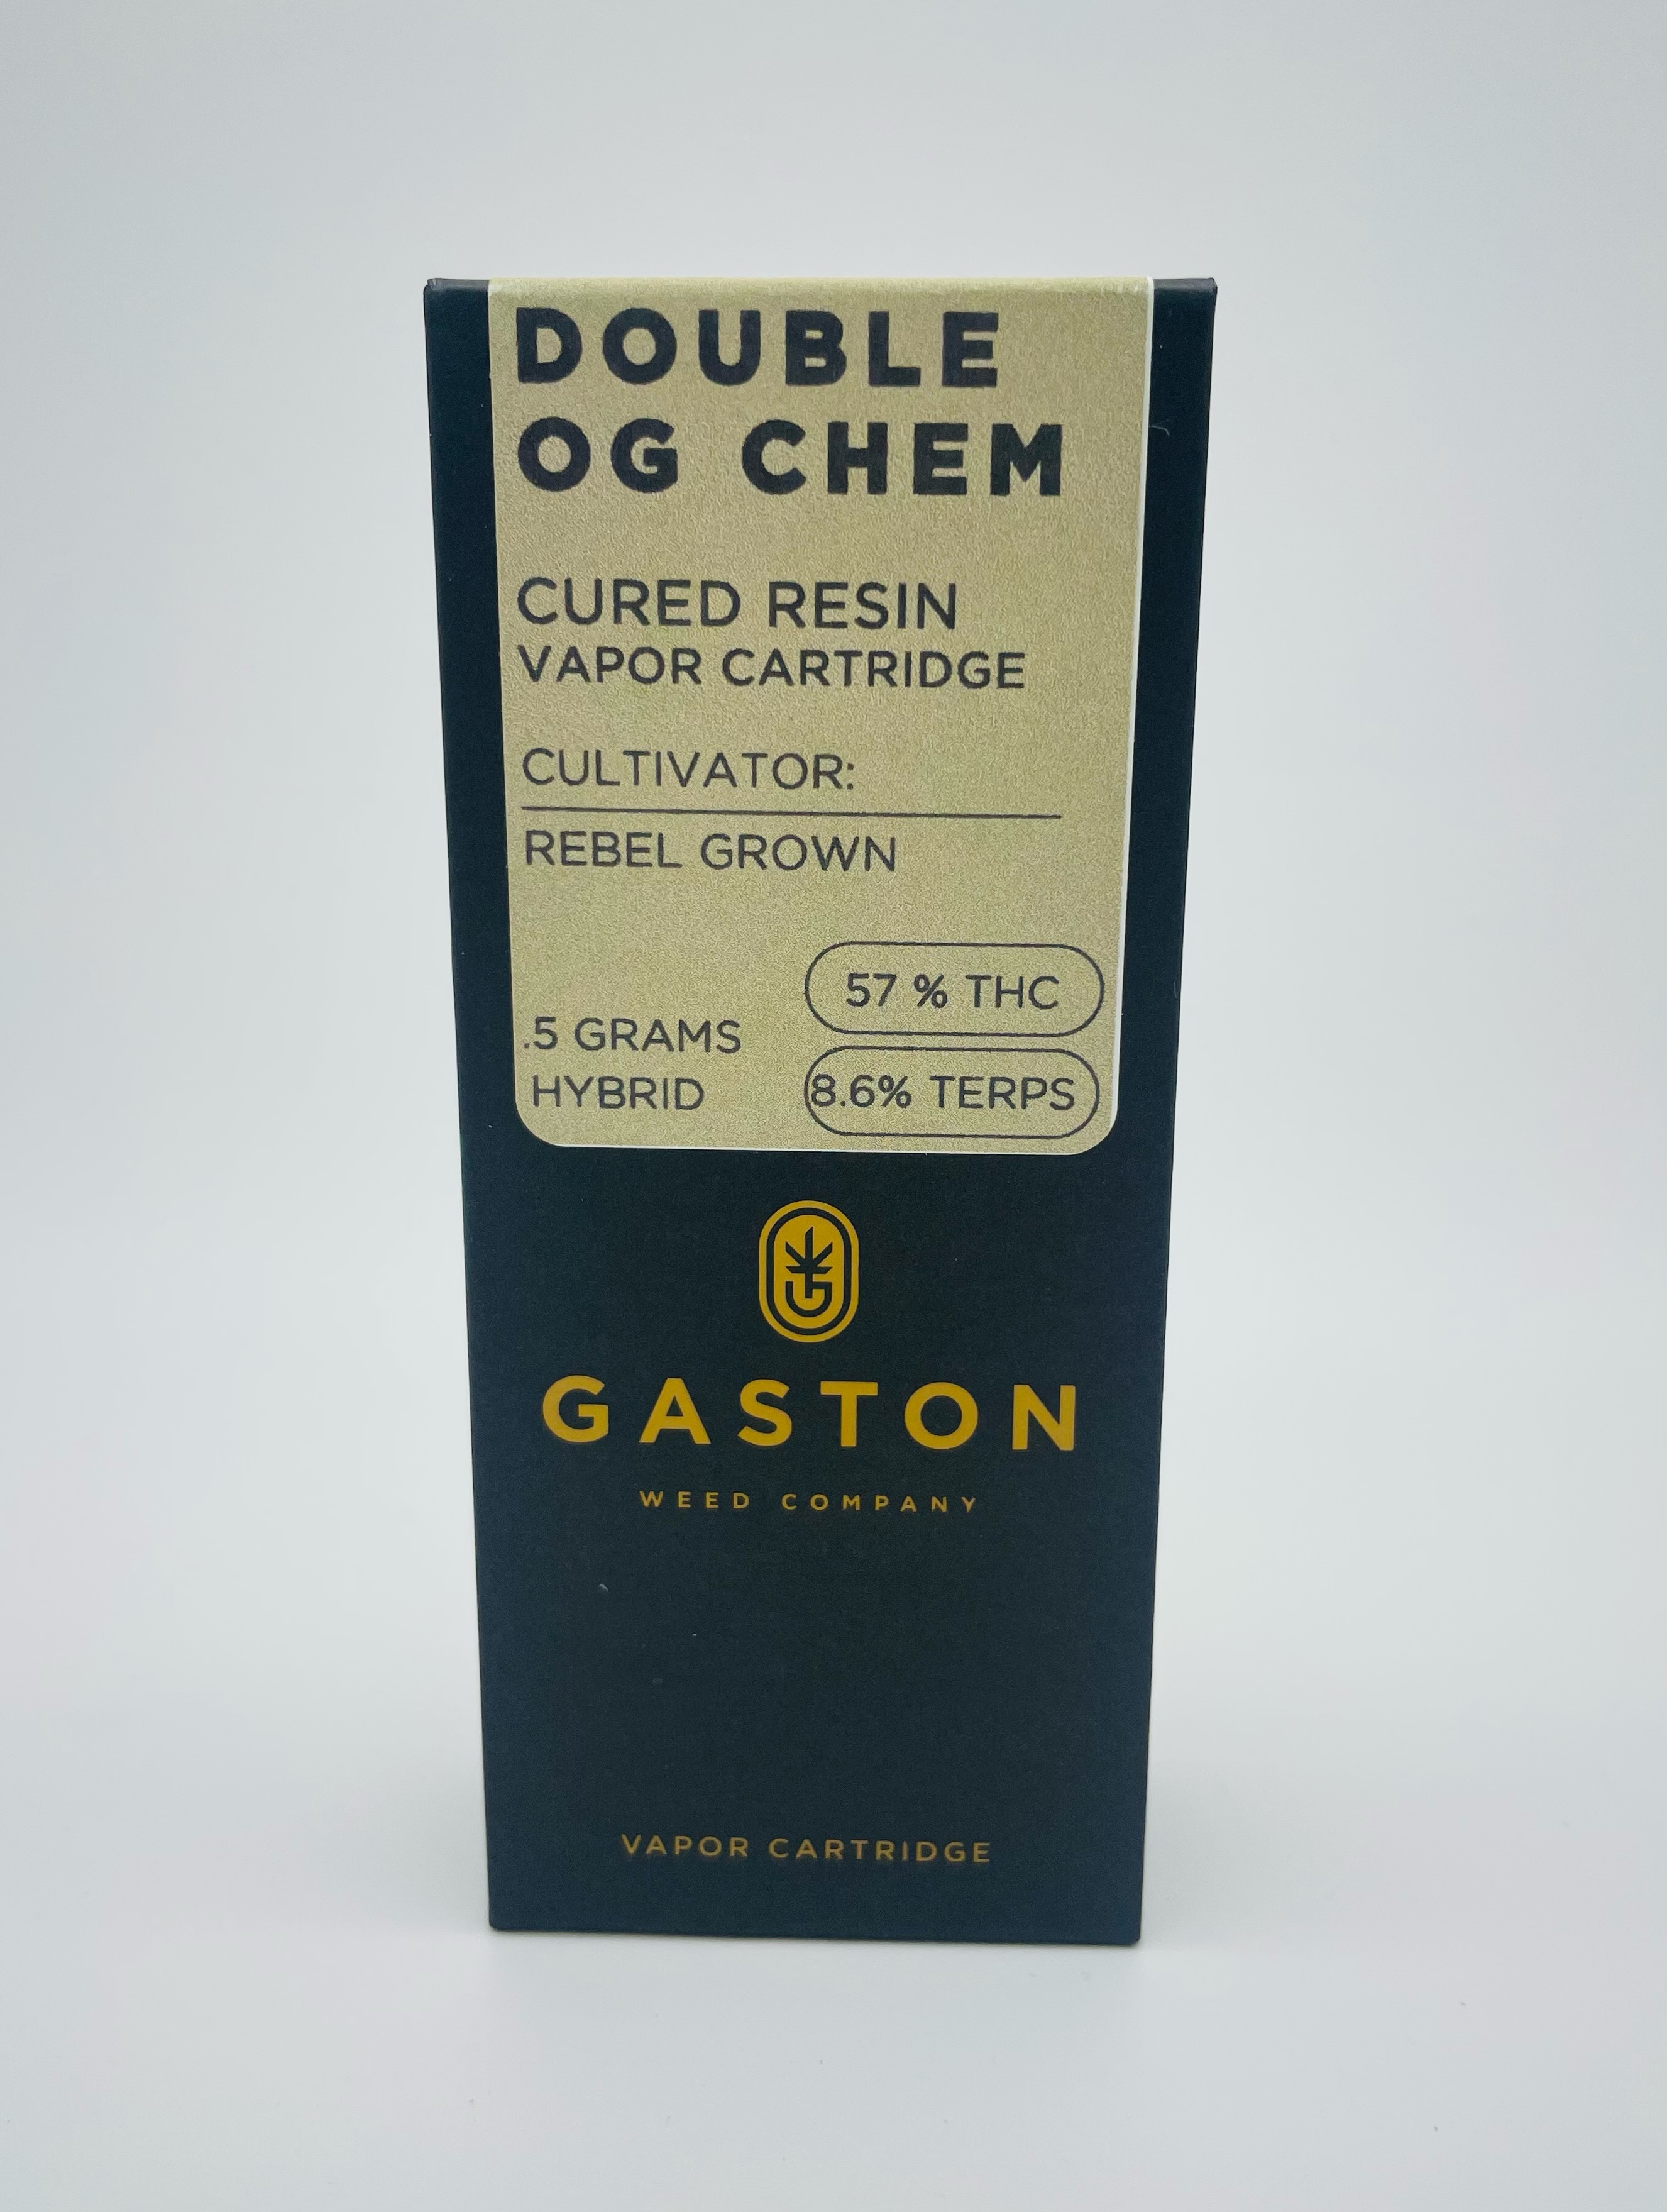 DOUBLE
OG CHEM
CURED RESIN
VAPOR CARTRIDGE
CULTIVATOR:
REBEL GROWN
57 % THC
.5 GRAMS
8.6% TERPS
HYBRID
GASTON
WEED COMPANY
VAPOR CARTRIDGE